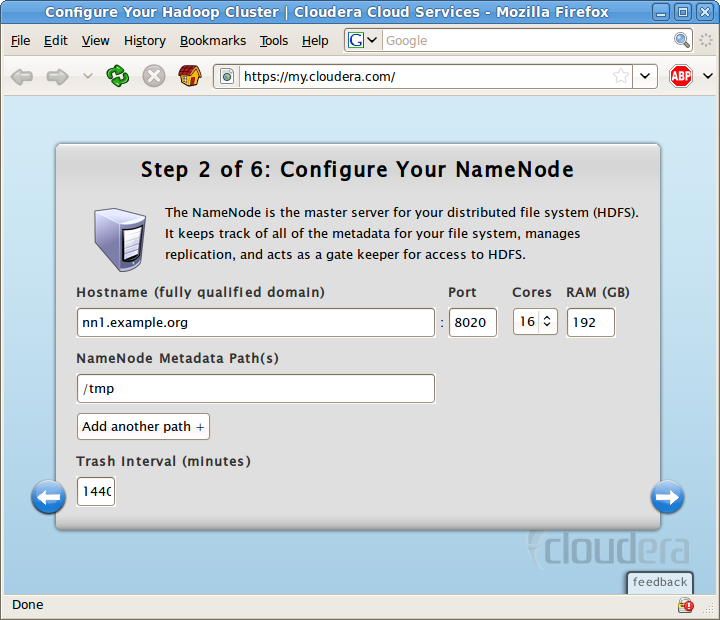 Configure Your Hadoop Cluster | Cloudera Cloud Services - Mozilla Firefox
File Edit View History Bookmarks Tools Help G Google
https://my.cloudera.com/ ABP
Step 2 of 6: Configure Your NameNode
The NameNode is the master server for your distributed file system (HDFS).
It keeps track of all of the metadata for your file system, manages
replication, and acts as a gate keeper for access to HDFS.
Hostname (fully qualified domain) Port Cores RAM (GB)
nn1.example.org : 8020 16 192
NameNode Metadata Path(s)
/tmp
Add another path +
Trash Interval (minutes)
1440
cloudera
feedback
Done